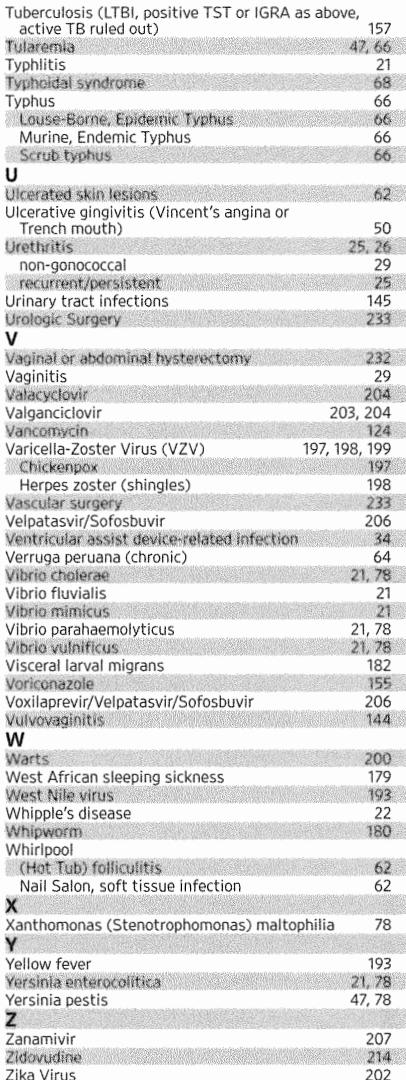 Tuberculosis (LTBI, positive TST or IGRA as above,
active TB ruled out) 157
Tularemia 47, 66
Typhlitis 21
Typhoidal syndrome 68
Typhus 66
Louse-Borne, Epidemic Typhus 66
Murine, Endemic Typhus 66
Scrub typhus 66
U
Ulcerated skin lesions 62
Ulcerative gingivitis (Vincent's angina or
Trench mouth) 50
Urethritis 25, 26
non-gonococcal 29
recurrent/persistent 25
Urinary tract infections 145
Urologic Surgery 233
V
Vaginal or abdominal hysterectomy 232
Vaginitis 29
Valacyclovir 204
Valganciclovir 203, 204
Vancomycin 124
Varicella-Zoster Virus (VZV) 197, 198, 199
Chickenpox 197
Herpes zoster (shingles) 198
Vascular surgery 233
Velpatasvir/Sofosbuvir 206
Ventricular assist device-related infection 34
Verruga peruana (chronic) 64
Vibrio cholerae 21, 78
Vibrio fluvialis 21
Vibrio mimicus 21
Vibrio parahaemolyticus 21, 78
Vibrio vulnificus 21, 78
Visceral larval migrans 182
Voriconazole 155
Voxilaprevir/Velpatasvir/Sofosbuvir 206
Vulvovaginitis 144
W
Warts 200
West African sleeping sickness 179
West Nile virus 193
Whipple's disease 22
Whipworm 180
Whirlpool
(Hot Tub) folliculitis 62
Nail Salon, soft tissue infection 62
X
Xanthomonas (Stenotrophomonas) maltophilia 78
Y
Yellow fever 193
Yersinia enterocolitica 21, 78
Yersinia pestis 47, 78
Z
Zanamivir 207
Zidovudine 214
Zika Virus 202